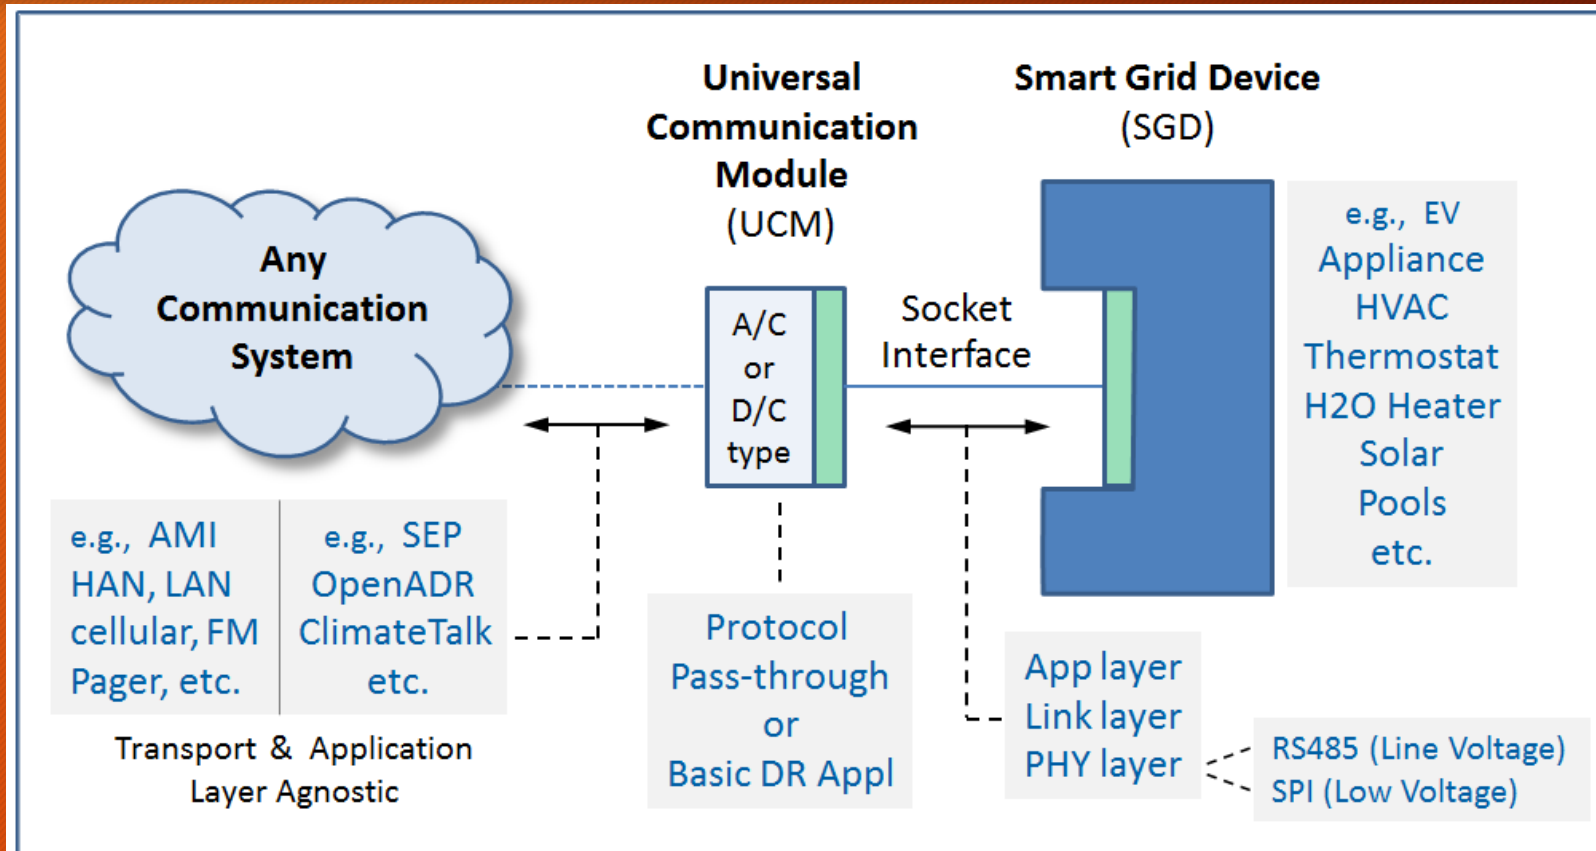 Universal
Communication
Module
(UCM)
Smart Grid Device
(SGD)
Any
Communication
System
A/C
or
D/C
type
Socket
Interface
e.g., EV
Appliance
HVAC
Thermostat
H2O Heater
Solar
Pools
etc.
e.g., AMI
HAN, LAN
cellular, FM
Pager, etc.
e.g., SEP
OpenADR
ClimateTalk
etc.
Transport & Application
Layer Agnostic
Protocol
Pass-through
or
Basic DR Appl
App layer
Link layer
PHY layer
RS485 (Line Voltage)
SPI (Low Voltage)